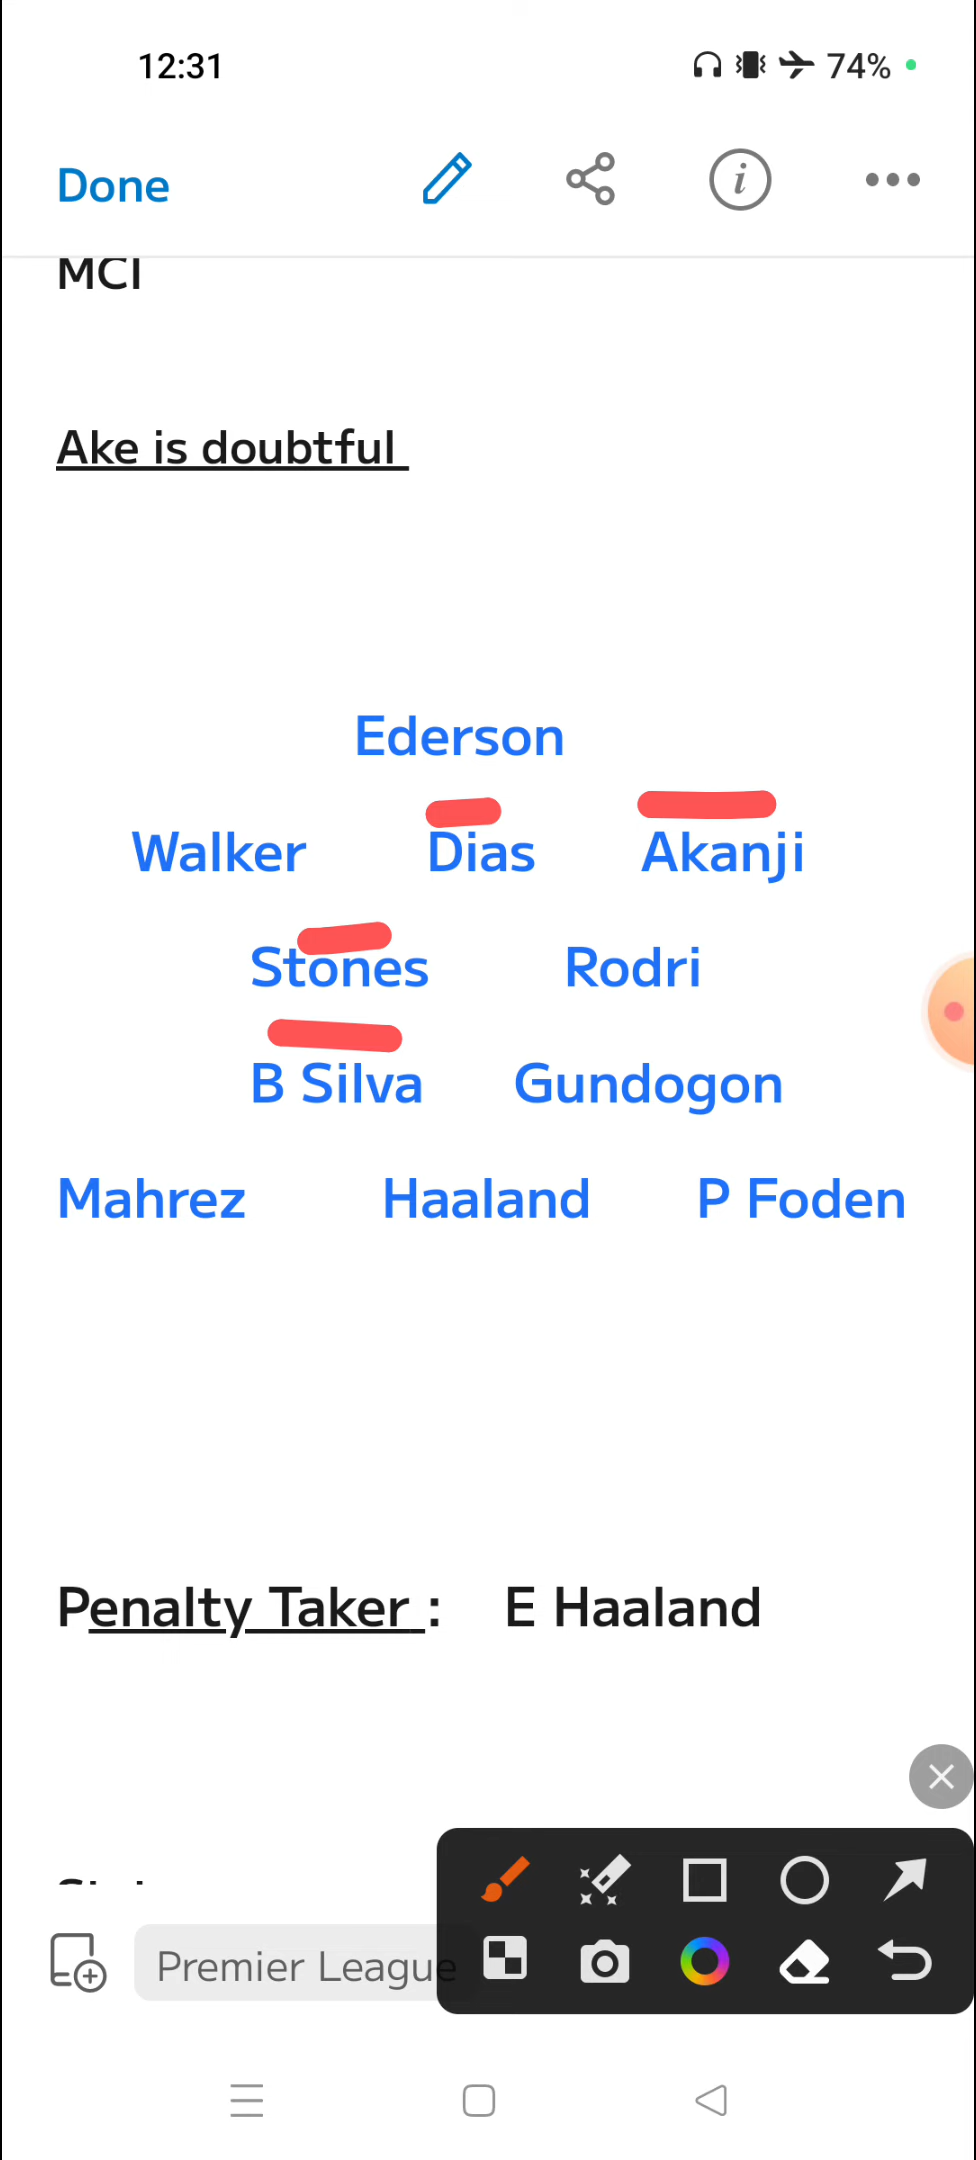 12:31 74%
Done
MCI
Ake is doubtful
Ederson
Walker Dias Akanji
Stones Rodri
B Silva Gundogon
Mahrez Haaland P Foden
Penalty Taker : E Haaland
Premier League